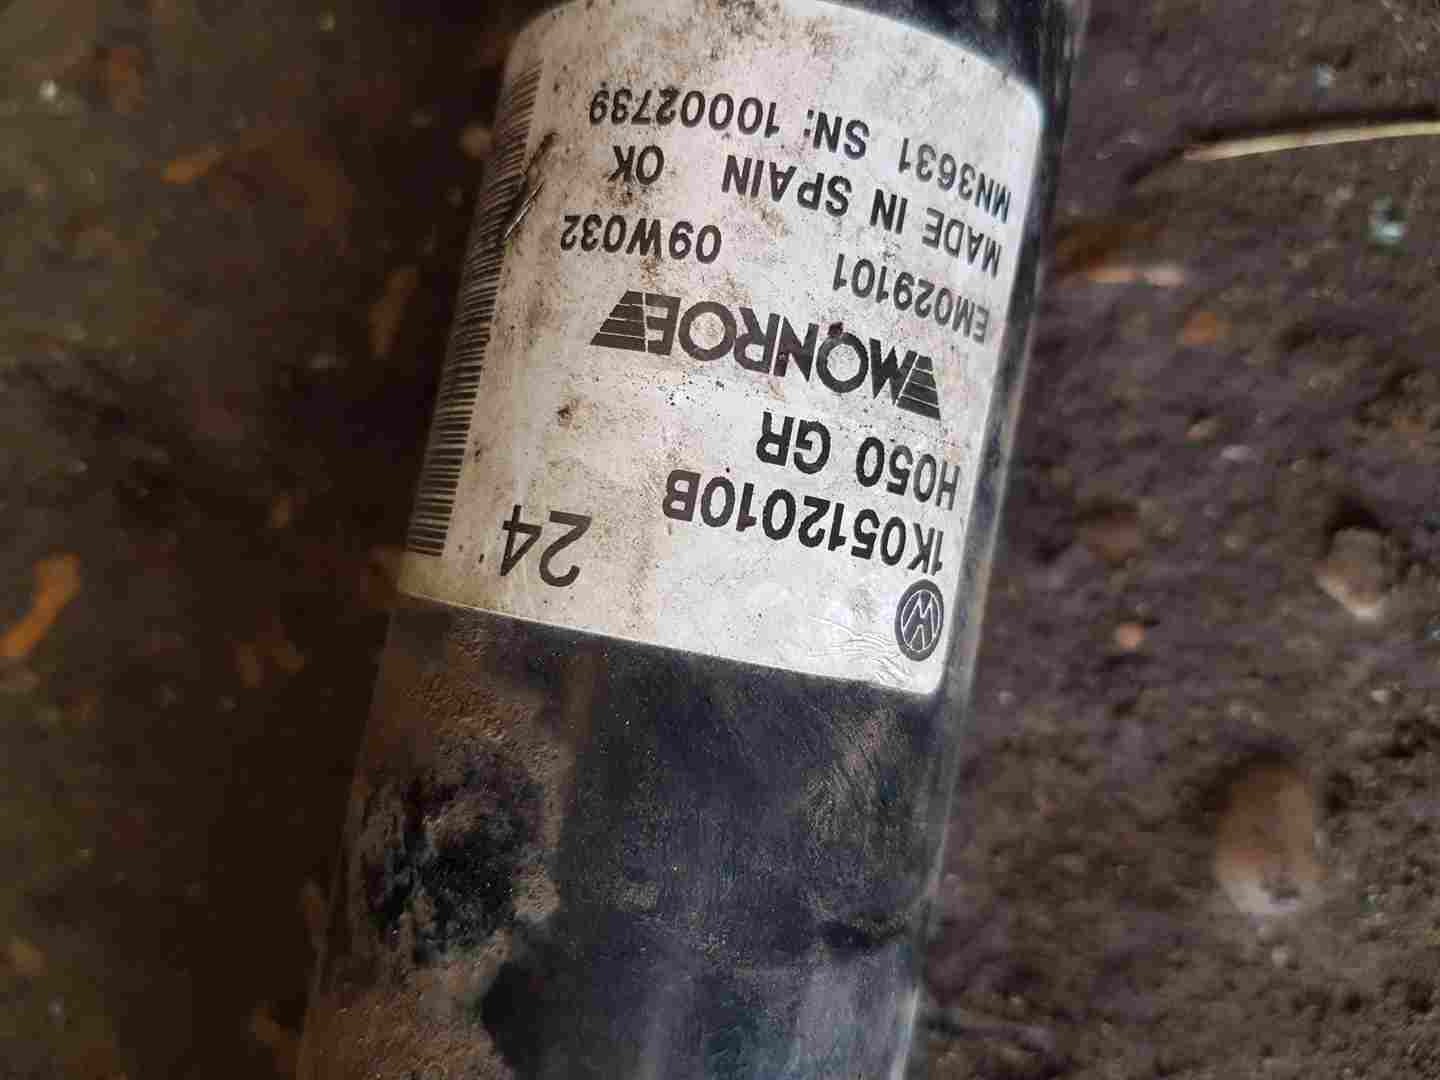 1K0512010B 24
H050 GR
MONROE
EM029101 09W032
MADE IN SPAIN OK
MN3631 SN: 10002739